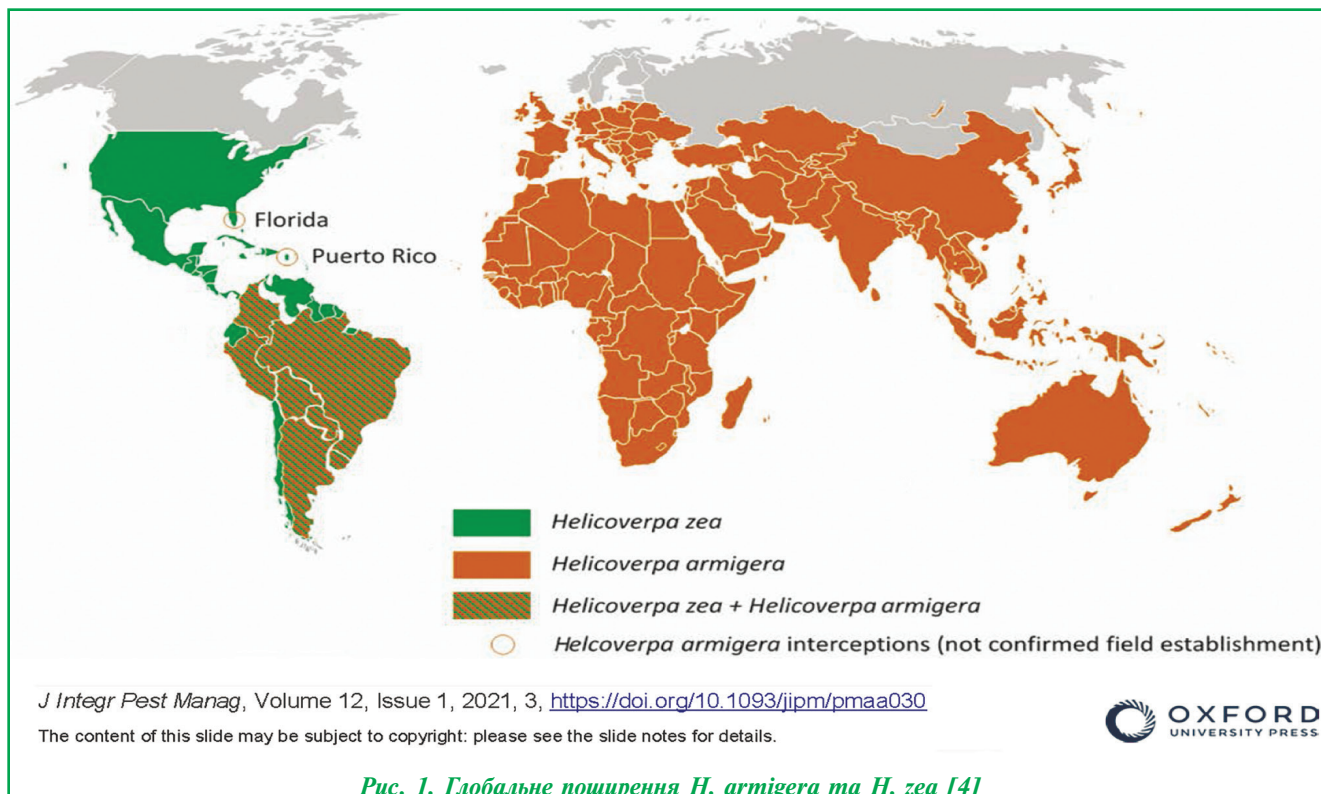 Florida
Puerto Rico
Helicoverpa zea
Helicoverpa armigera
Helicoverpa zea + Helicoverpa armigera
Helcoverpa armigera interceptions (not confirmed field establishment)
J Integr Pest Manag, Volume 12, Issue 1, 2021, 3, https://doi.org/10.1093/jipm/pmaa030
The content of this slide may be subject to copyright: please see the slide notes for details.
OXFORD
UNIVERSITY PRESS
Рис. 1. Глобальне поширення H. armigera та H. zea [4]